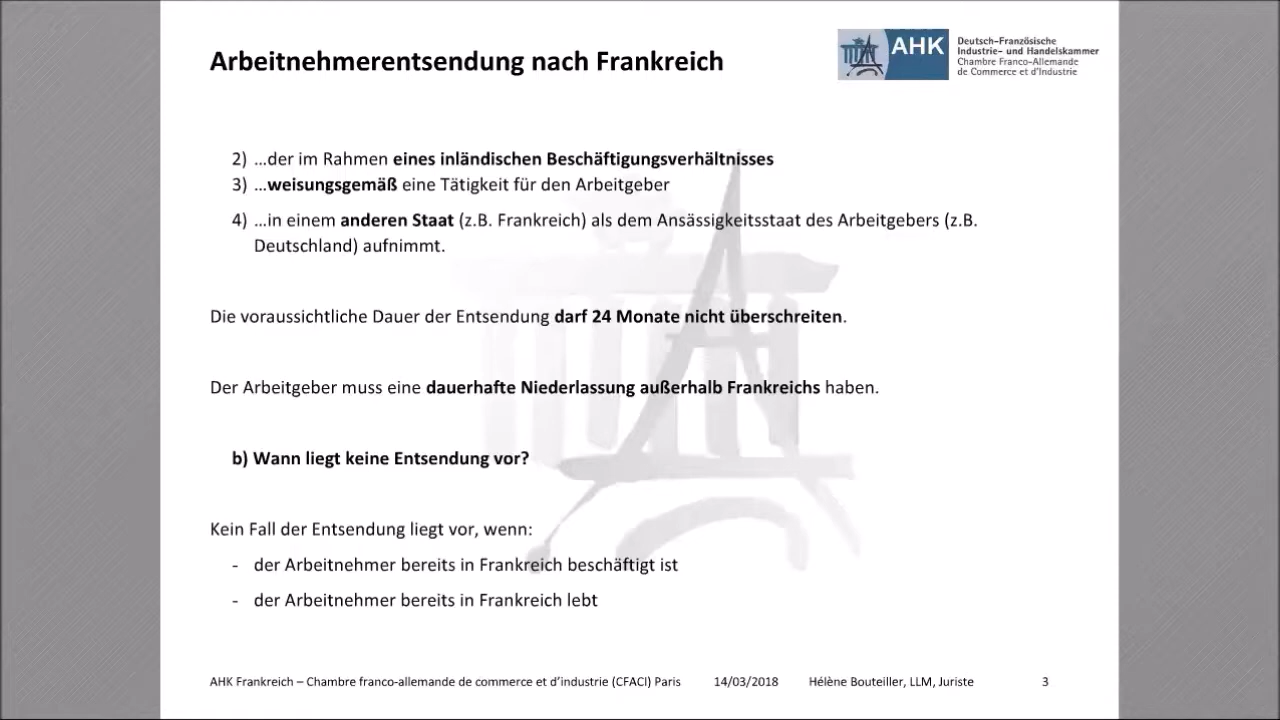 Arbeitnehmerentsendung nach Frankreich
AHK
Deutsch-Französische
Industrie- und Handelskammer
Chambre Franco-Allemande
de Commerce et d'Industrie
2) ...der im Rahmen eines inländischen Beschäftigungsverhältnisses
3) ...weisungsgemäß eine Tätigkeit für den Arbeitgeber
4) ...in einem anderen Staat (z.B. Frankreich) als dem Ansässigkeitsstaat des Arbeitgebers (z.B.
Deutschland) aufnimmt.
Die voraussichtliche Dauer der Entsendung darf 24 Monate nicht überschreiten.
Der Arbeitgeber muss eine dauerhafte Niederlassung außerhalb Frankreichs haben.
b) Wann liegt keine Entsendung vor?
Kein Fall der Entsendung liegt vor, wenn:
- der Arbeitnehmer bereits in Frankreich beschäftigt ist
- der Arbeitnehmer bereits in Frankreich lebt
AHK Frankreich – Chambre franco-allemande de commerce et d'industrie (CFACI) Paris 14/03/2018 Hélène Bouteiller, LLM, Juriste 3